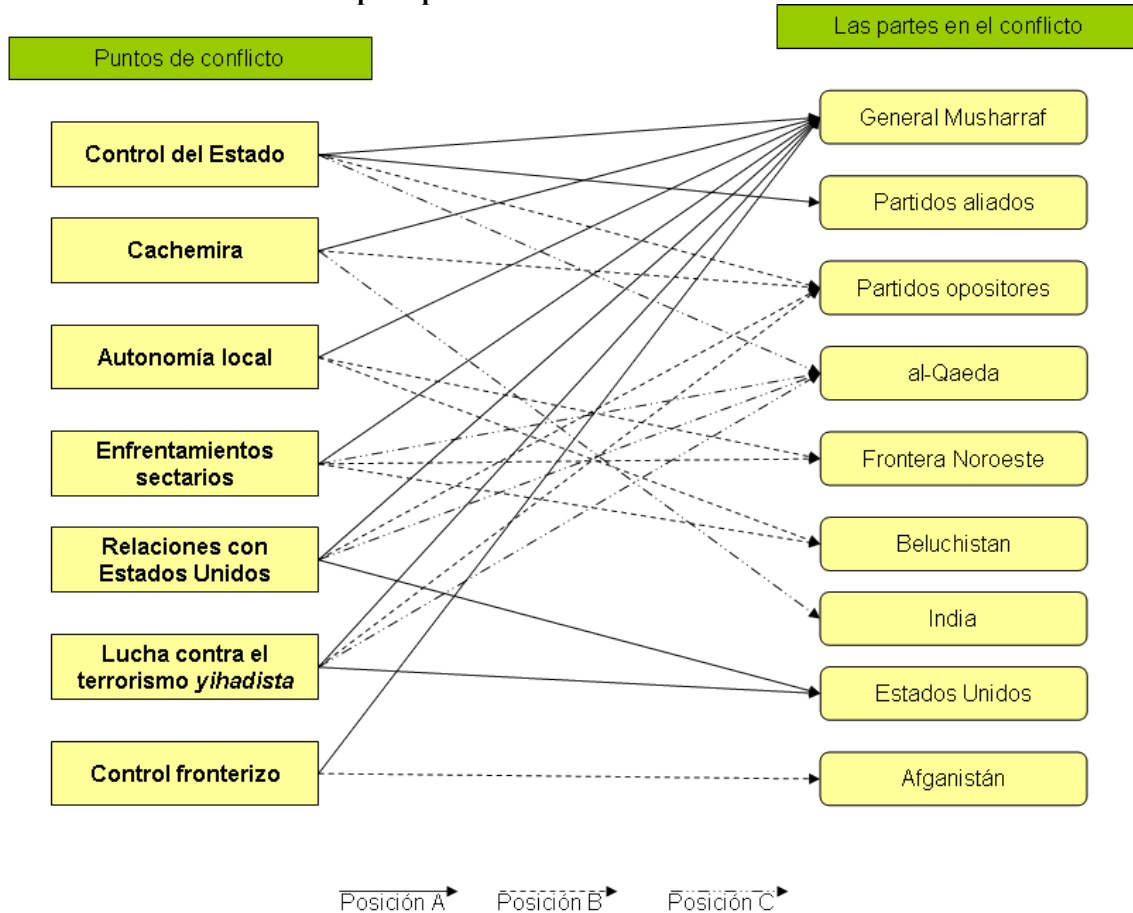 Las partes en el conflicto
Puntos de conflicto
General Musharraf
Control del Estado
Partidos aliados
Cachemira
Partidos opositores
Autonomía local
al-Qaeda
Enfrentamientos
sectarios
Frontera Noroeste
Relaciones con
Estados Unidos
Beluchistan
India
Lucha contra el
terrorismo yihadista
Estados Unidos
Control fronterizo
Afganistán
Posición A
Posición B
Posición C